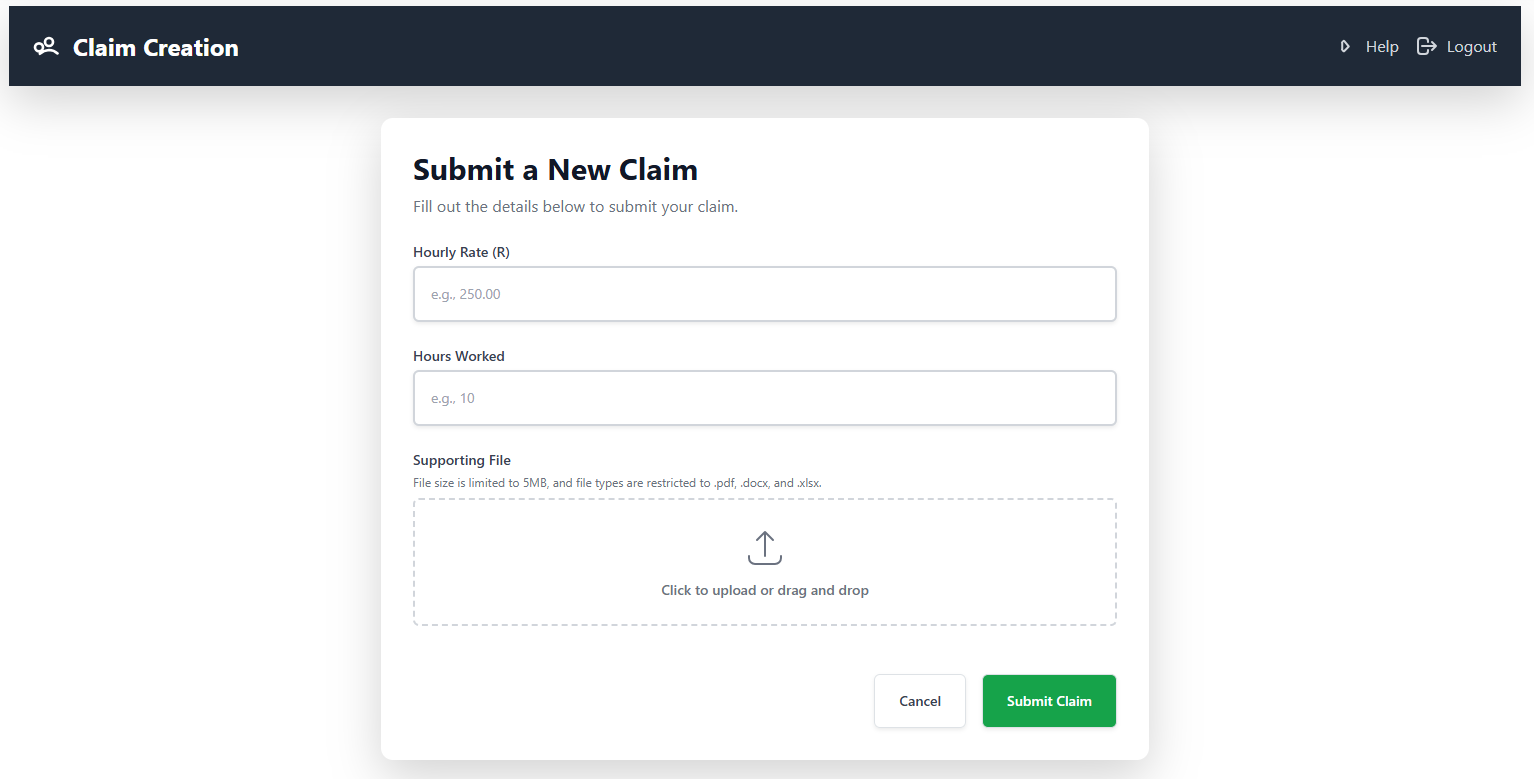 Claim Creation
Help
Logout
Submit a New Claim
Fill out the details below to submit your claim.
Hourly Rate (R)
e.g., 250.00
Hours Worked
e.g., 10
Supporting File
File size is limited to 5MB, and file types are restricted to .pdf, .docx, and .xlsx.
Click to upload or drag and drop
Cancel
Submit Claim